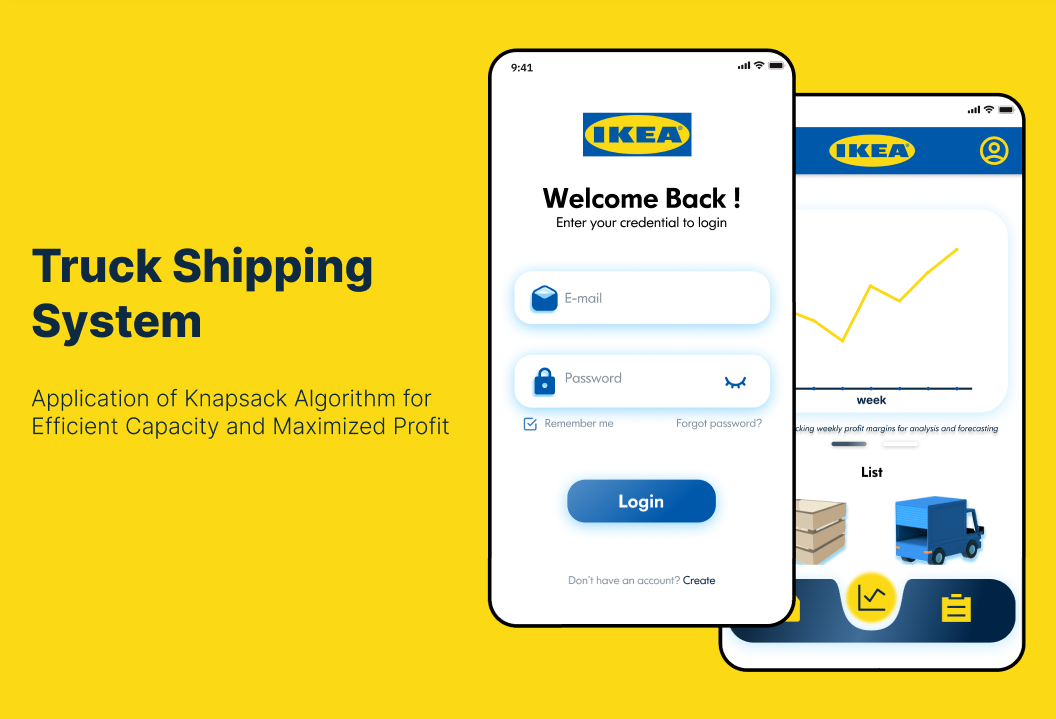 Truck Shipping
System
Application of Knapsack Algorithm for
Efficient Capacity and Maximized Profit
9:41
IKEA
Welcome Back !
Enter your credential to login
E-mail
Password
Remember me
Forgot password?
Login
Don't have an account? Create
IKEA
week
weekly profit margins for analysis and forecasting
List